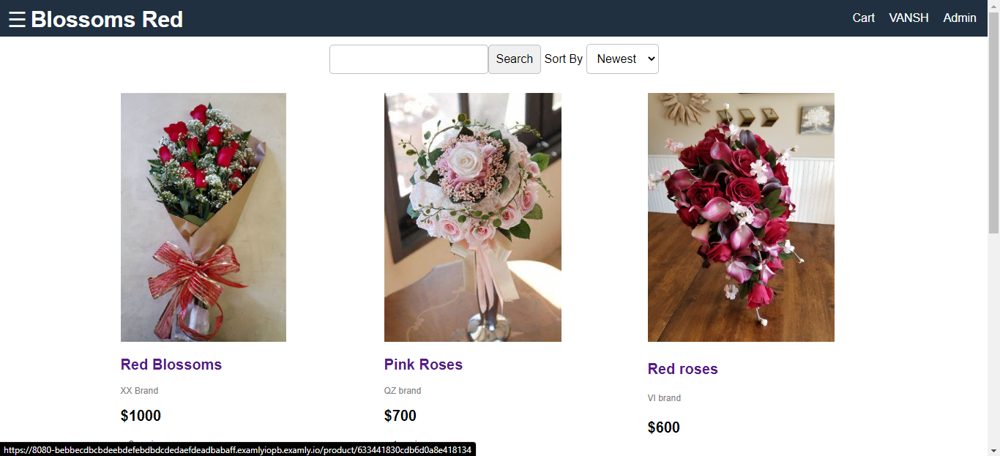 ☰ Blossoms Red
Cart VANSH Admin
Search Sort By Newest
Red Blossoms
XX Brand
$1000
Pink Roses
QZ brand
$700
Red roses
VI brand
$600
https://8080-bebbecdbcbdeebdefebdbdcdedaefdeadbabaff.examlyiopb.examly.io/product/633441830cdb6d0a8e418134